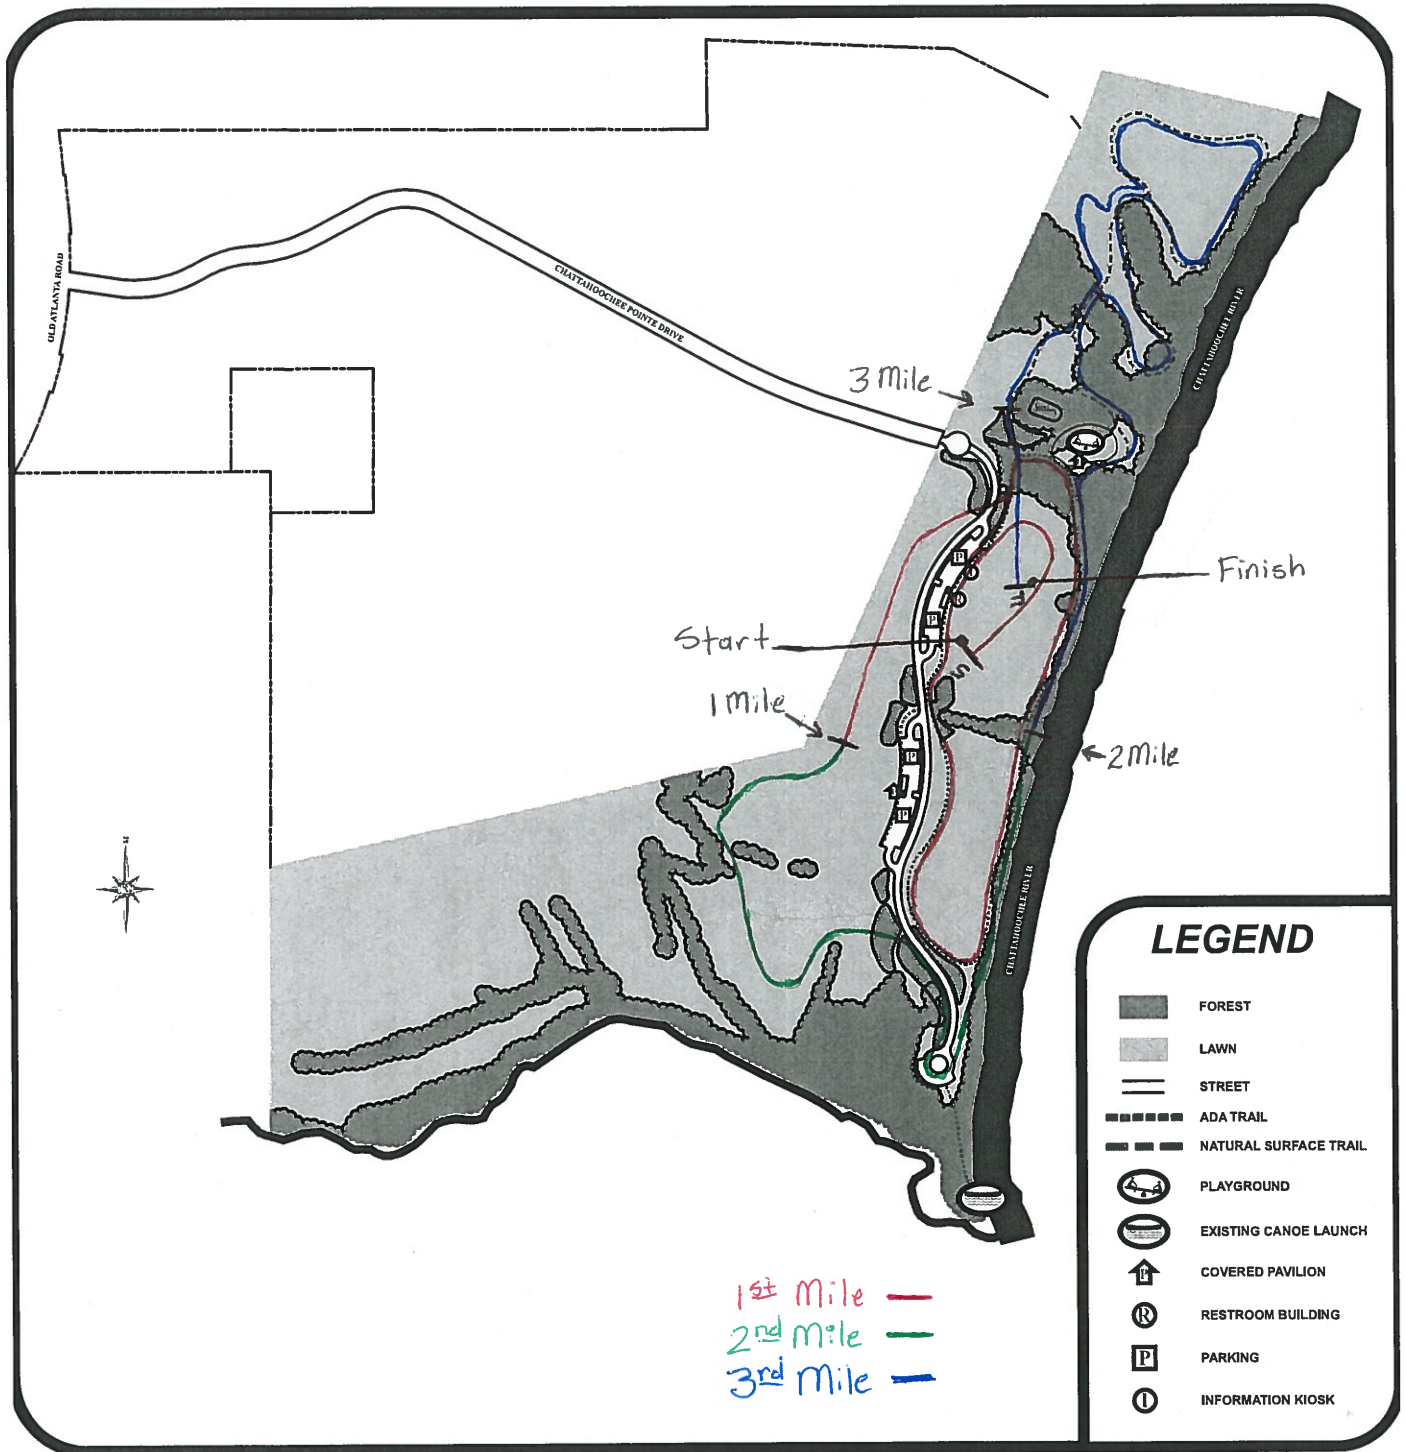 OLD ATLANTA ROAD
CHATTAHOOCHEE POINTE DRIVE
CHATTAHOOCHEE RIVER
3 Mile
P
Finish
F
P
Start
S
1 Mile
2 Mile
P
P
CHATTAHOOCHEE RIVER
LEGEND
FOREST
LAWN
STREET
ADA TRAIL
NATURAL SURFACE TRAIL
PLAYGROUND
EXISTING CANOE LAUNCH
P COVERED PAVILION
R RESTROOM BUILDING
P PARKING
I INFORMATION KIOSK
1st Mile
2nd Mile
3rd Mile